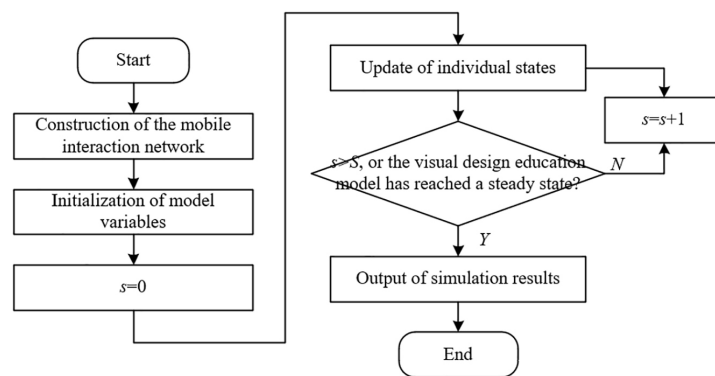 Start
Construction of the mobile
interaction network
Initialization of model
variables
s=0
Update of individual states
s=s+1
s>S, or the visual design education
model has reached a steady state?
N
Y
Output of simulation results
End